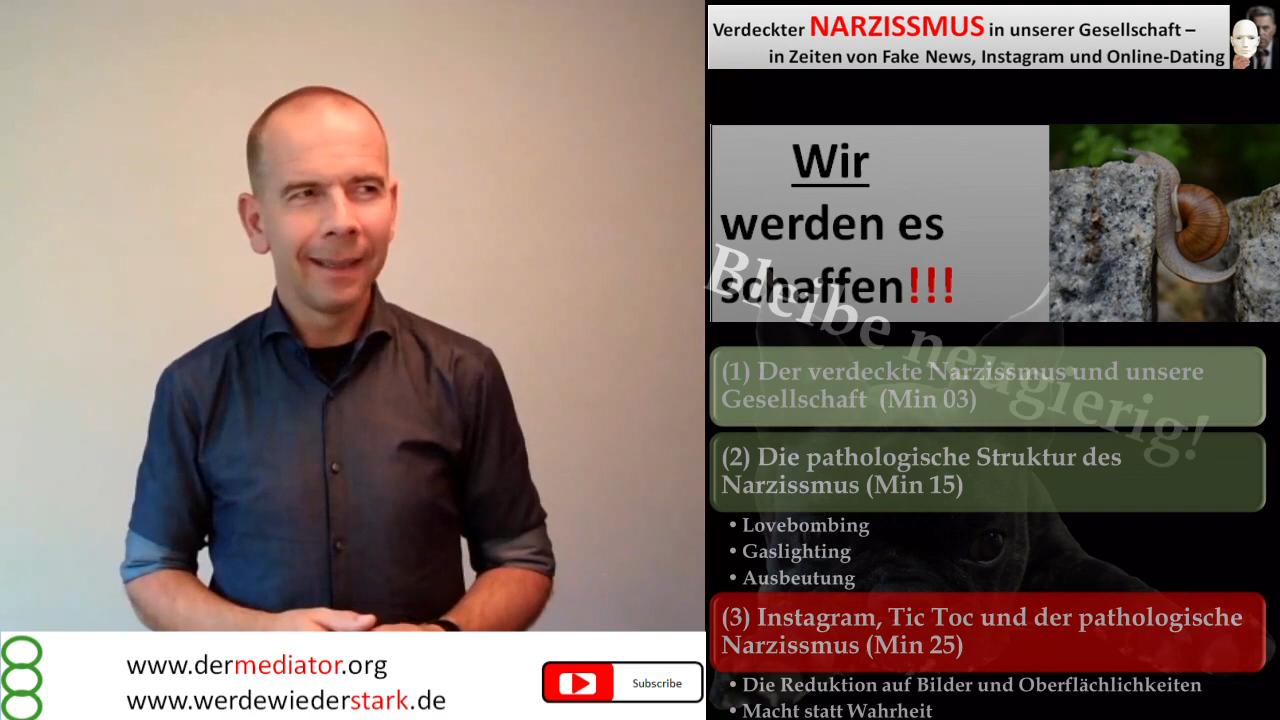 Verdeckter NARZISSMUS in unserer Gesellschaft –
in Zeiten von Fake News, Instagram und Online-Dating
Wir
werden es
schaffen!!!
Bleibe neugierig!
(1) Der verdeckte Narzissmus und unsere
Gesellschaft (Min 03)
(2) Die pathologische Struktur des
Narzissmus (Min 15)
• Lovebombing
• Gaslighting
• Ausbeutung
(3) Instagram, Tic Toc und der pathologische
Narzissmus (Min 25)
• Die Reduktion auf Bilder und Oberflächlichkeiten
• Macht statt Wahrheit
www.dermediator.org
www.werdewiederstark.de
Subscribe